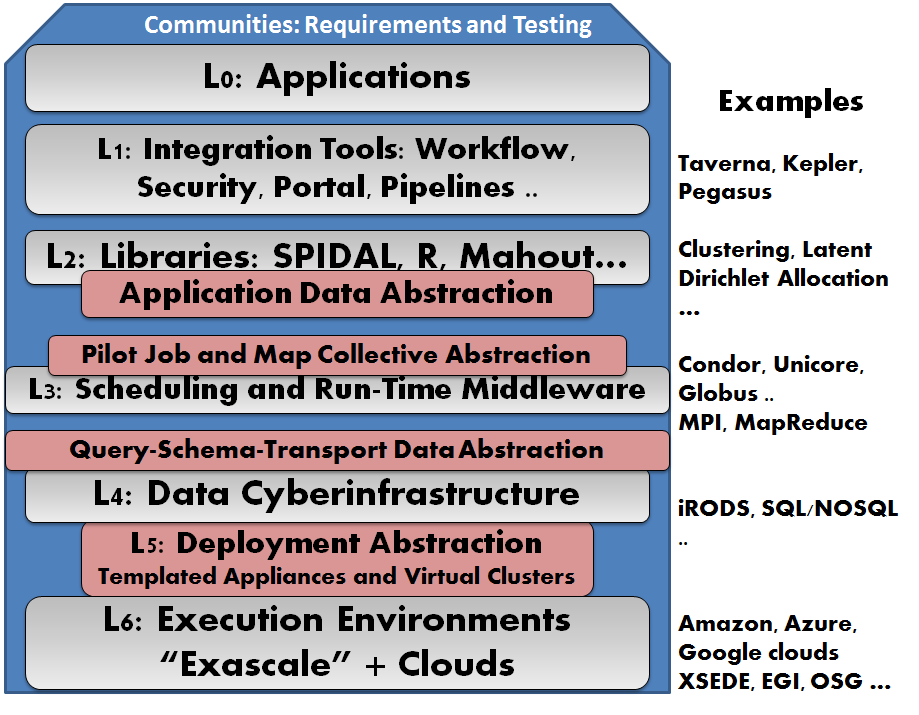 Communities: Requirements and Testing
L0: Applications
Examples
L1: Integration Tools: Workflow,
Security, Portal, Pipelines ..
Taverna, Kepler,
Pegasus
L2: Libraries: SPIDAL, R, Mahout...
Application Data Abstraction
Clustering, Latent
Dirichlet Allocation
...
Pilot Job and Map Collective Abstraction
L3: Scheduling and Run-Time Middleware
Condor, Unicore,
Globus ..
MPI, MapReduce
Query-Schema-Transport Data Abstraction
L4: Data Cyberinfrastructure
iRODS, SQL/NOSQL
..
L5: Deployment Abstraction
Templated Appliances and Virtual Clusters
L6: Execution Environments
“Exascale” + Clouds
Amazon, Azure,
Google clouds
XSEDE, EGI, OSG ...